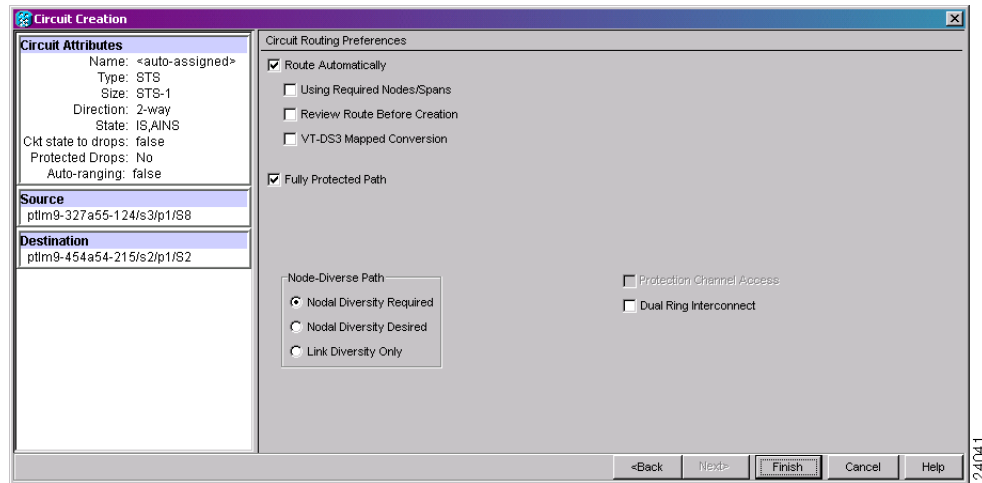 Circuit Creation
Circuit Attributes
Name: <auto-assigned>
Type: STS
Size: STS-1
Direction: 2-way
State: IS,AINS
Ckt state to drops: false
Protected Drops: No
Auto-ranging: false
Source
ptlm9-327a55-124/s3/p1/S8
Destination
ptlm9-454a54-215/s2/p1/S2
Circuit Routing Preferences
Route Automatically
Using Required Nodes/Spans
Review Route Before Creation
VT-DS3 Mapped Conversion
Fully Protected Path
Node-Diverse Path
Nodal Diversity Required
Nodal Diversity Desired
Link Diversity Only
Protection Channel Access
Dual Ring Interconnect
<Back
Next>
Finish
Cancel
Help
24041